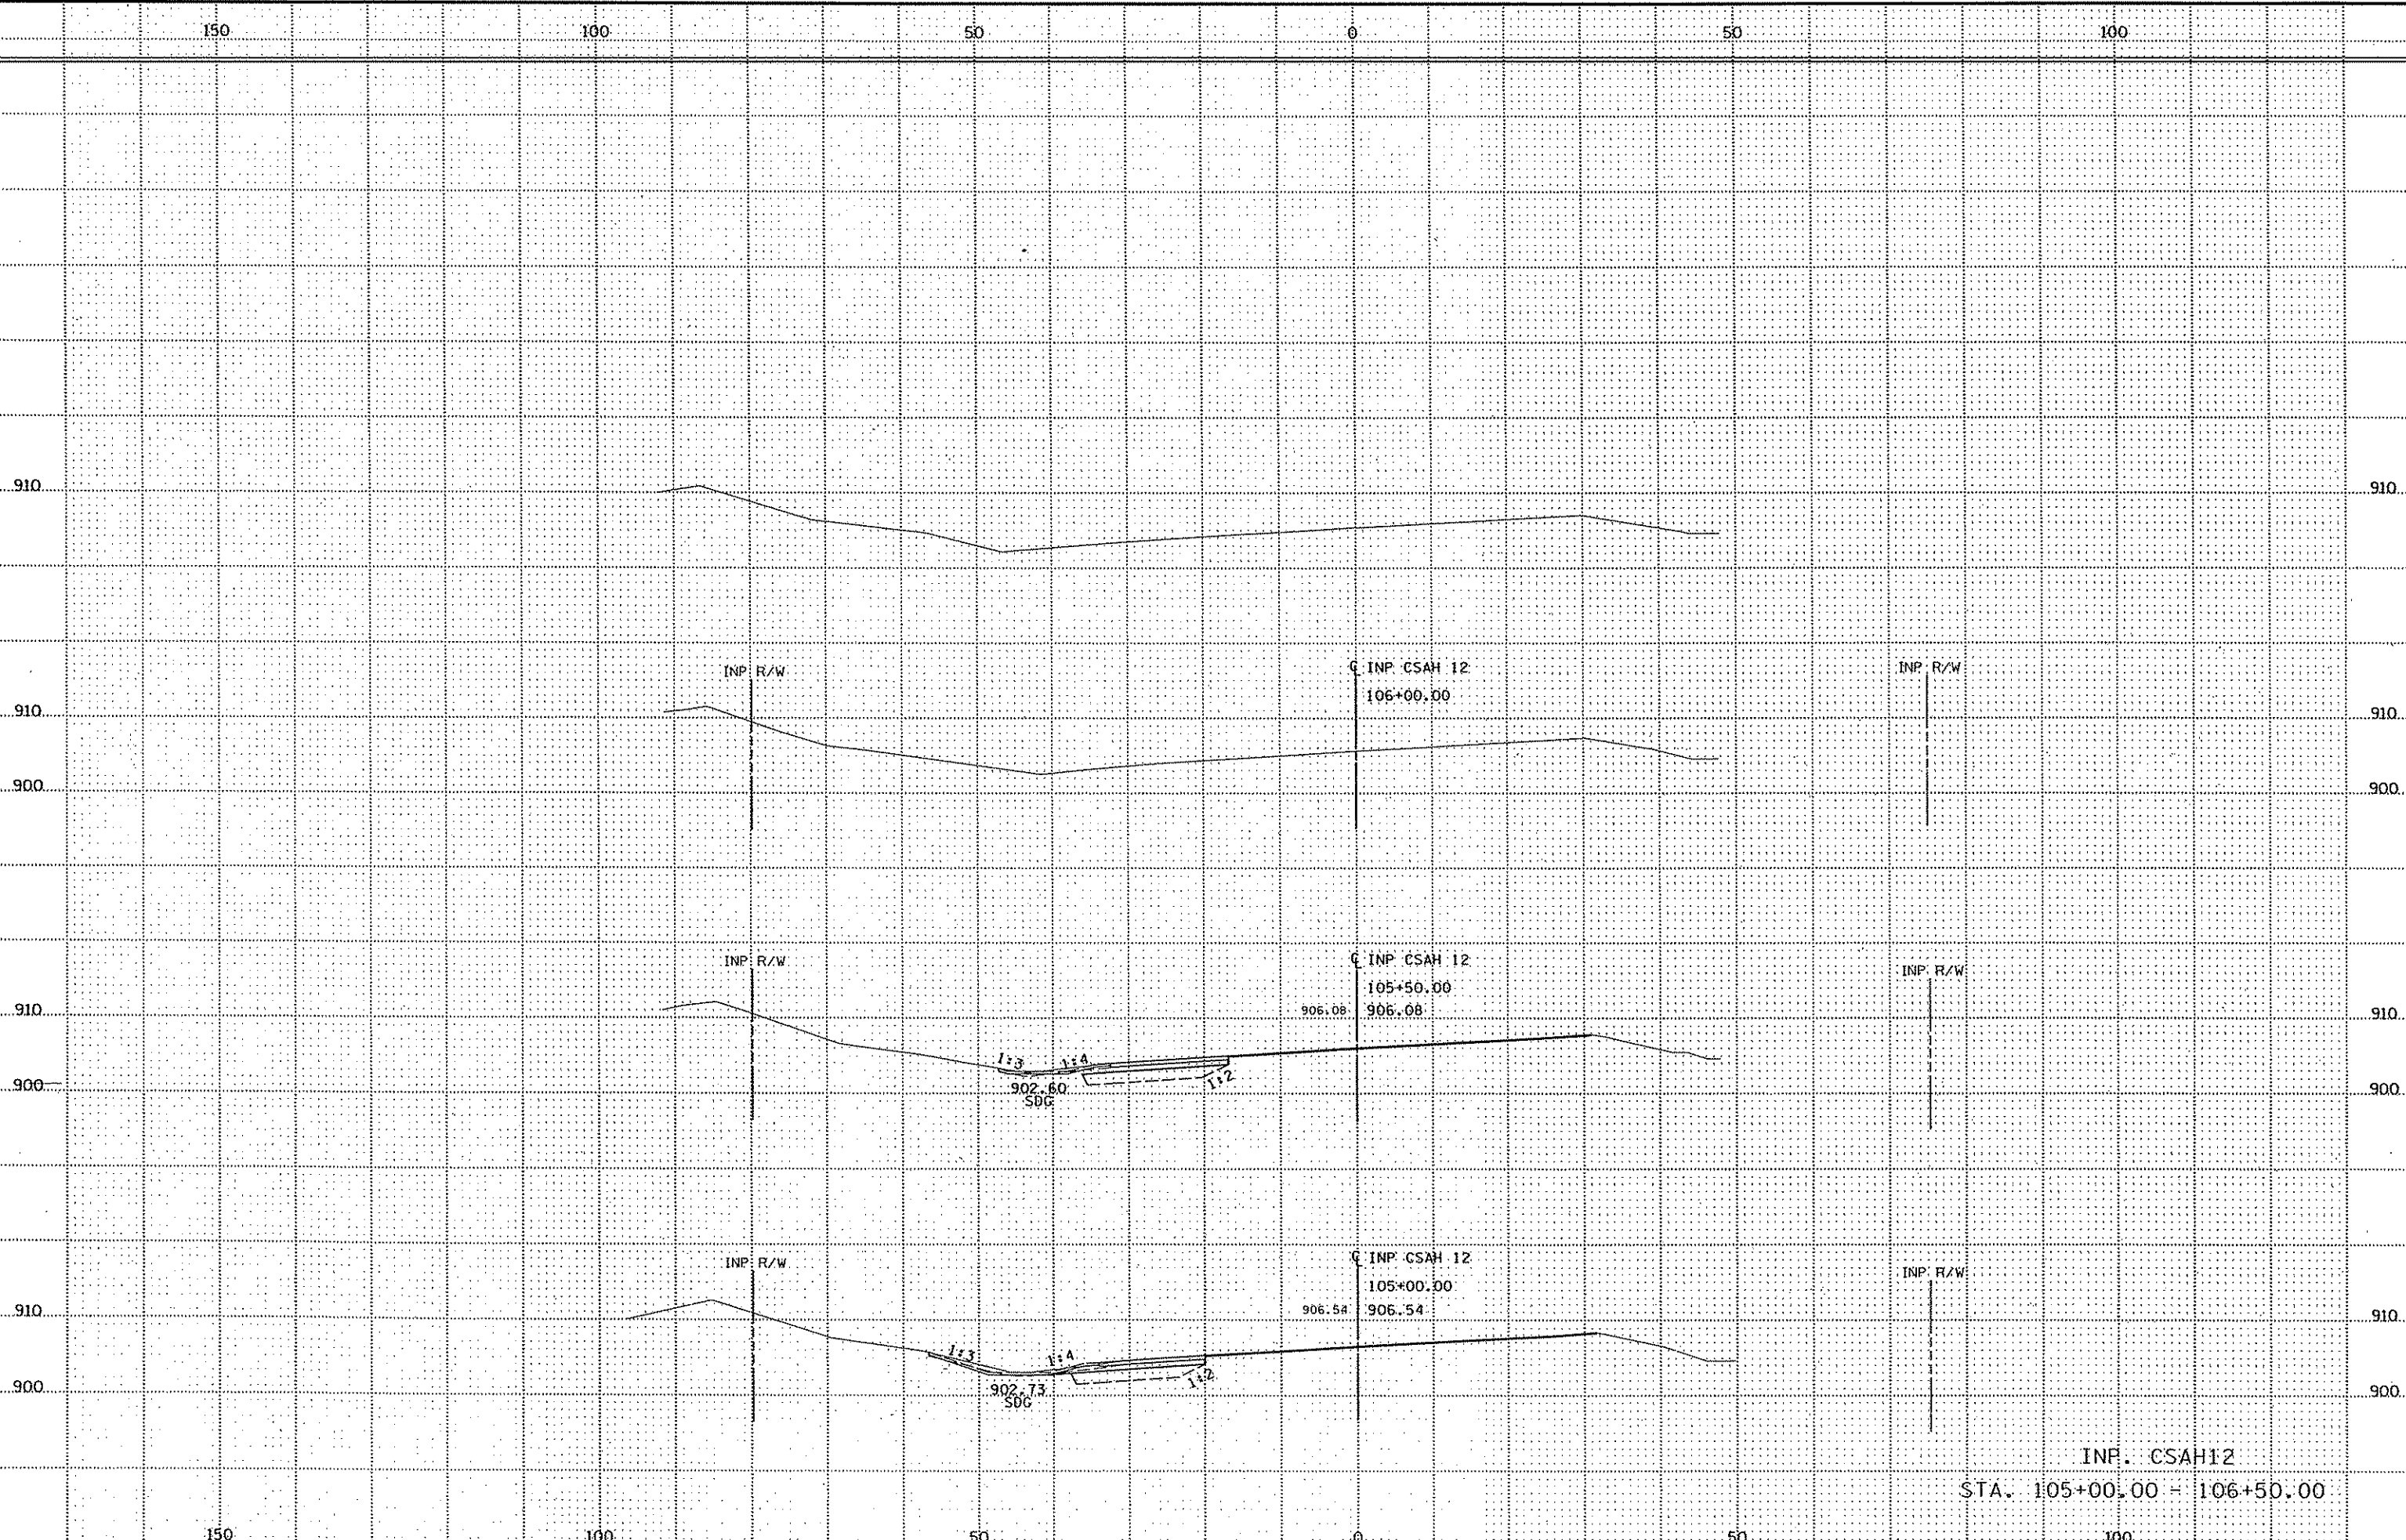 150 100 50 0 50 100
910 910
INP R/W ℄ INP CSAH 12 INP R/W
106+00.00
910 910
900 900
INP R/W ℄ INP CSAH 12 INP R/W
105+50.00
910 906.08 906.08 910
1:3 1:4
1:2
900 902.60 900
SDG
INP R/W ℄ INP CSAH 12 INP R/W
105+00.00
910 906.54 906.54 910
1:3 1:4
1:2
900 902.73 900
SDG
INP. CSAH12
STA. 105+00.00 - 106+50.00
150 100 50 0 50 100